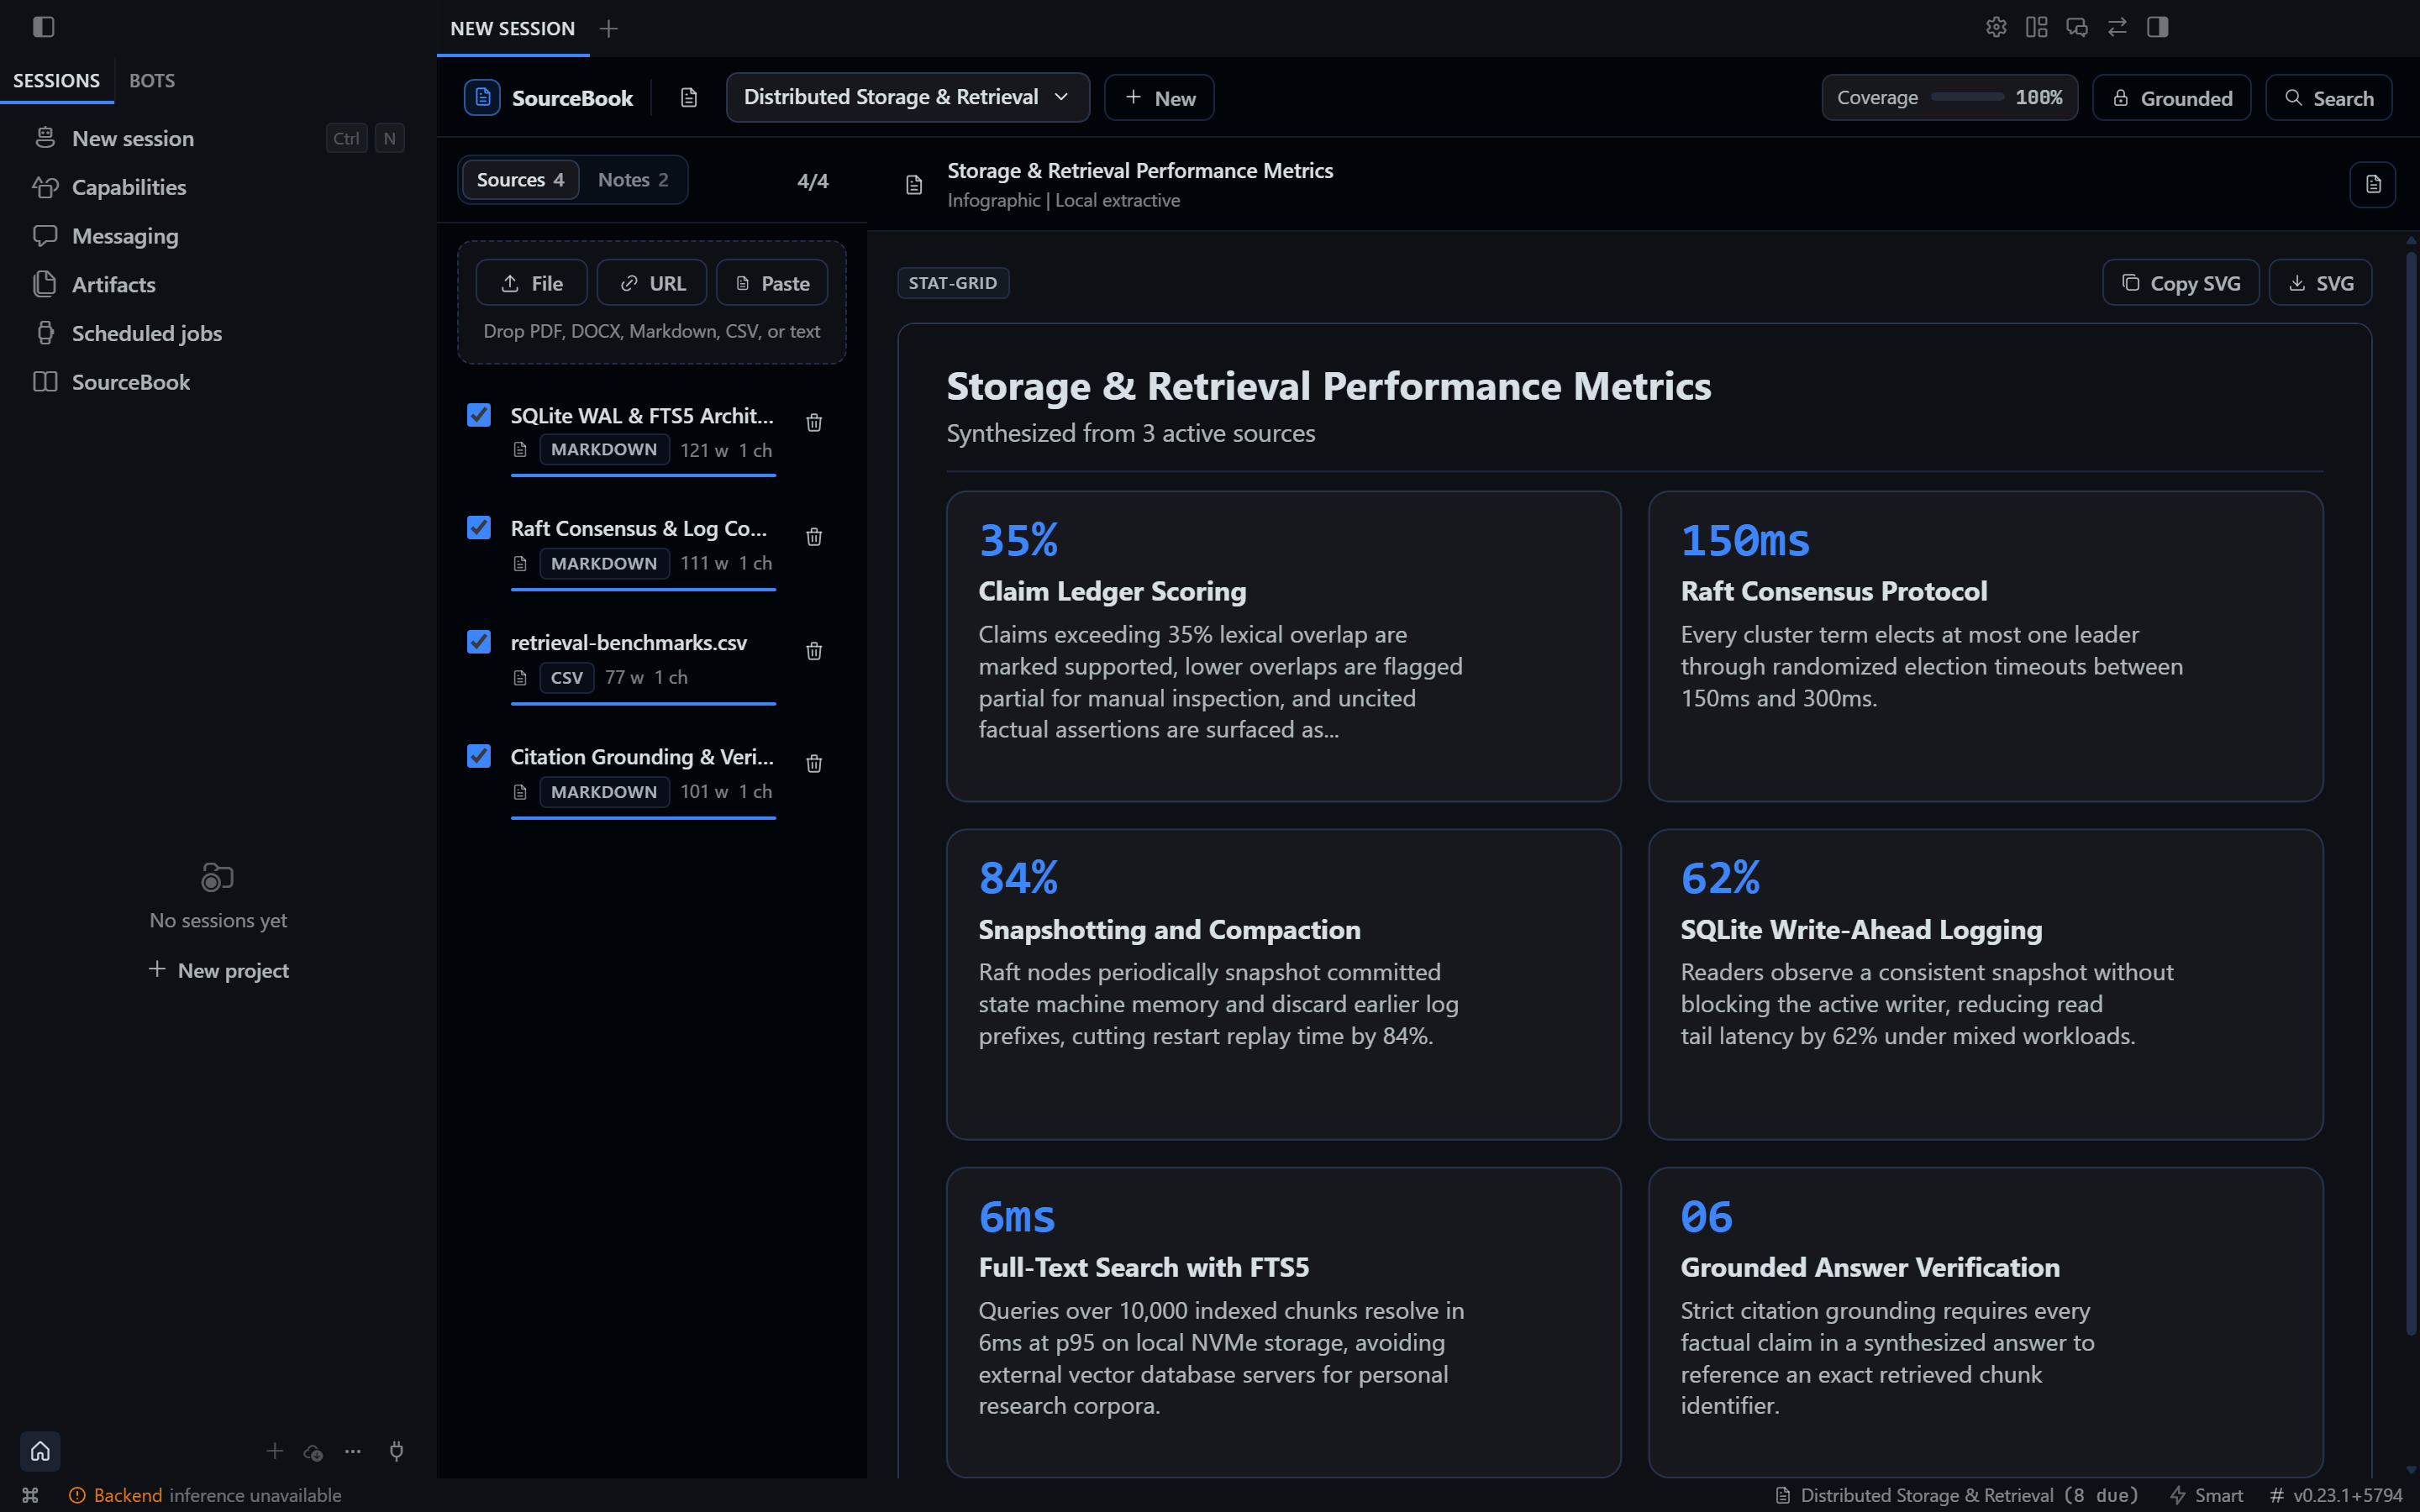 NEW SESSION
SESSIONS BOTS
New session Ctrl N
Capabilities
Messaging
Artifacts
Scheduled jobs
SourceBook
No sessions yet
New project
SourceBook
Distributed Storage & Retrieval
New
Coverage 100%
Grounded
Search
Sources 4 Notes 2 4/4
File URL Paste
Drop PDF, DOCX, Markdown, CSV, or text
SQLite WAL & FTS5 Archit...
MARKDOWN 121 w 1 ch
Raft Consensus & Log Co...
MARKDOWN 111 w 1 ch
retrieval-benchmarks.csv
CSV 77 w 1 ch
Citation Grounding & Veri...
MARKDOWN 101 w 1 ch
Storage & Retrieval Performance Metrics
Infographic | Local extractive
STAT-GRID
Copy SVG SVG
Storage & Retrieval Performance Metrics
Synthesized from 3 active sources
35%
Claim Ledger Scoring
Claims exceeding 35% lexical overlap are
marked supported, lower overlaps are flagged
partial for manual inspection, and uncited
factual assertions are surfaced as...
150ms
Raft Consensus Protocol
Every cluster term elects at most one leader
through randomized election timeouts between
150ms and 300ms.
84%
Snapshotting and Compaction
Raft nodes periodically snapshot committed
state machine memory and discard earlier log
prefixes, cutting restart replay time by 84%.
62%
SQLite Write-Ahead Logging
Readers observe a consistent snapshot without
blocking the active writer, reducing read
tail latency by 62% under mixed workloads.
6ms
Full-Text Search with FTS5
Queries over 10,000 indexed chunks resolve in
6ms at p95 on local NVMe storage, avoiding
external vector database servers for personal
research corpora.
06
Grounded Answer Verification
Strict citation grounding requires every
factual claim in a synthesized answer to
reference an exact retrieved chunk
identifier.
Backend inference unavailable
Distributed Storage & Retrieval (8 due)
Smart
# v0.23.1+5794